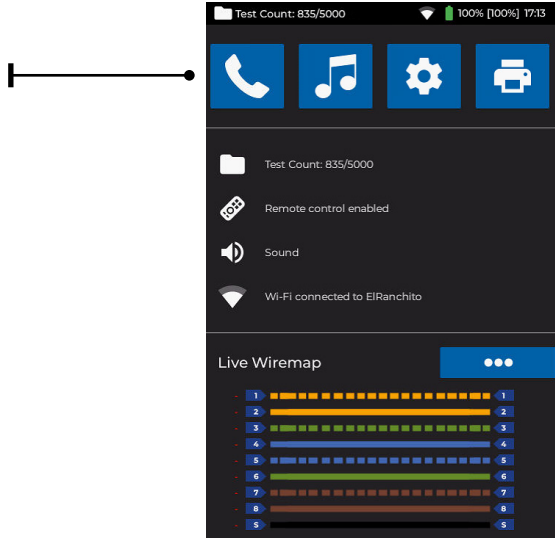 Test Count: 835/5000 100% [100%] 17:13
Test Count: 835/5000
Remote control enabled
Sound
Wi-Fi connected to ElRanchito
Live Wiremap
- 1 1
- 2 2
- 3 3
- 4 4
- 5 5
- 6 6
- 7 7
- 8 8
- S S